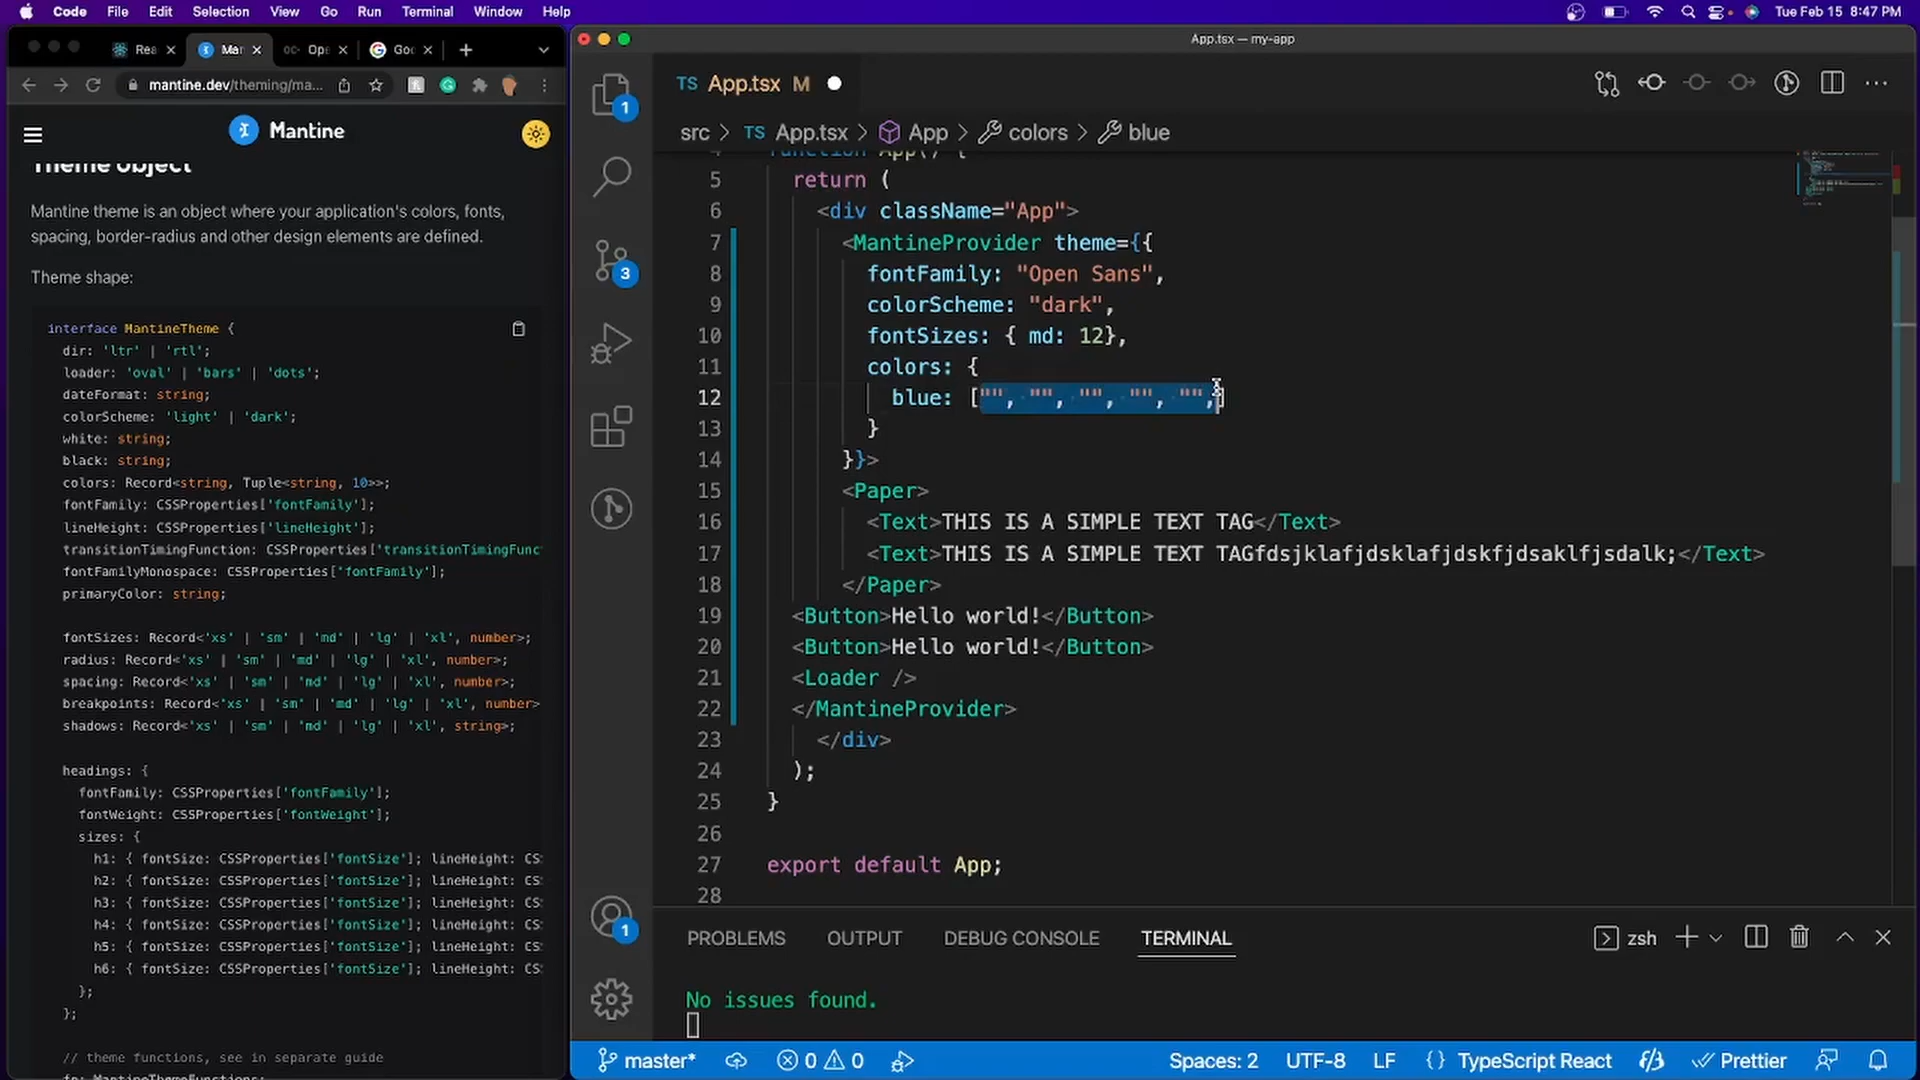 Code File Edit Selection View Go Run Terminal Window Help
Tue Feb 15 8:47 PM
Rea
Man
Ope
Goo
mantine.dev/theming/ma...
Mantine
Theme object
Mantine theme is an object where your application's colors, fonts,
spacing, border-radius and other design elements are defined.
Theme shape:
interface MantineTheme {
dir: 'ltr' | 'rtl';
loader: 'oval' | 'bars' | 'dots';
dateFormat: string;
colorScheme: 'light' | 'dark';
white: string;
black: string;
colors: Record<string, Tuple<string, 10>>;
fontFamily: CSSProperties['fontFamily'];
lineHeight: CSSProperties['lineHeight'];
transitionTimingFunction: CSSProperties['transitionTimingFunc
fontFamilyMonospace: CSSProperties['fontFamily'];
primaryColor: string;
fontSizes: Record<'xs' | 'sm' | 'md' | 'lg' | 'xl', number>;
radius: Record<'xs' | 'sm' | 'md' | 'lg' | 'xl', number>;
spacing: Record<'xs' | 'sm' | 'md' | 'lg' | 'xl', number>;
breakpoints: Record<'xs' | 'sm' | 'md' | 'lg' | 'xl', number>
shadows: Record<'xs' | 'sm' | 'md' | 'lg' | 'xl', string>;
headings: {
fontFamily: CSSProperties['fontFamily'];
fontWeight: CSSProperties['fontWeight'];
sizes: {
h1: { fontSize: CSSProperties['fontSize']; lineHeight: CS
h2: { fontSize: CSSProperties['fontSize']; lineHeight: CS
h3: { fontSize: CSSProperties['fontSize']; lineHeight: CS
h4: { fontSize: CSSProperties['fontSize']; lineHeight: CS
h5: { fontSize: CSSProperties['fontSize']; lineHeight: CS
h6: { fontSize: CSSProperties['fontSize']; lineHeight: CS
};
};
// theme functions, see in separate guide
fn: MantineThemeFunctions;
App.tsx — my-app
TS App.tsx M
src > TS App.tsx > App > colors > blue
4 function App() {
5 return (
6 <div className="App">
7 <MantineProvider theme={{
8 fontFamily: "Open Sans",
9 colorScheme: "dark",
10 fontSizes: { md: 12},
11 colors: {
12 blue: ["", "", "", "", "",]
13 }
14 }}>
15 <Paper>
16 <Text>THIS IS A SIMPLE TEXT TAG</Text>
17 <Text>THIS IS A SIMPLE TEXT TAGfdsjklafjdsklafjdskfjdsaklfjsdalk;</Text>
18 </Paper>
19 <Button>Hello world!</Button>
20 <Button>Hello world!</Button>
21 <Loader />
22 </MantineProvider>
23 </div>
24 );
25 }
26
27 export default App;
28
1
3
1
PROBLEMS OUTPUT DEBUG CONSOLE TERMINAL
zsh
No issues found.
master* 0 0 Spaces: 2 UTF-8 LF {} TypeScript React Prettier